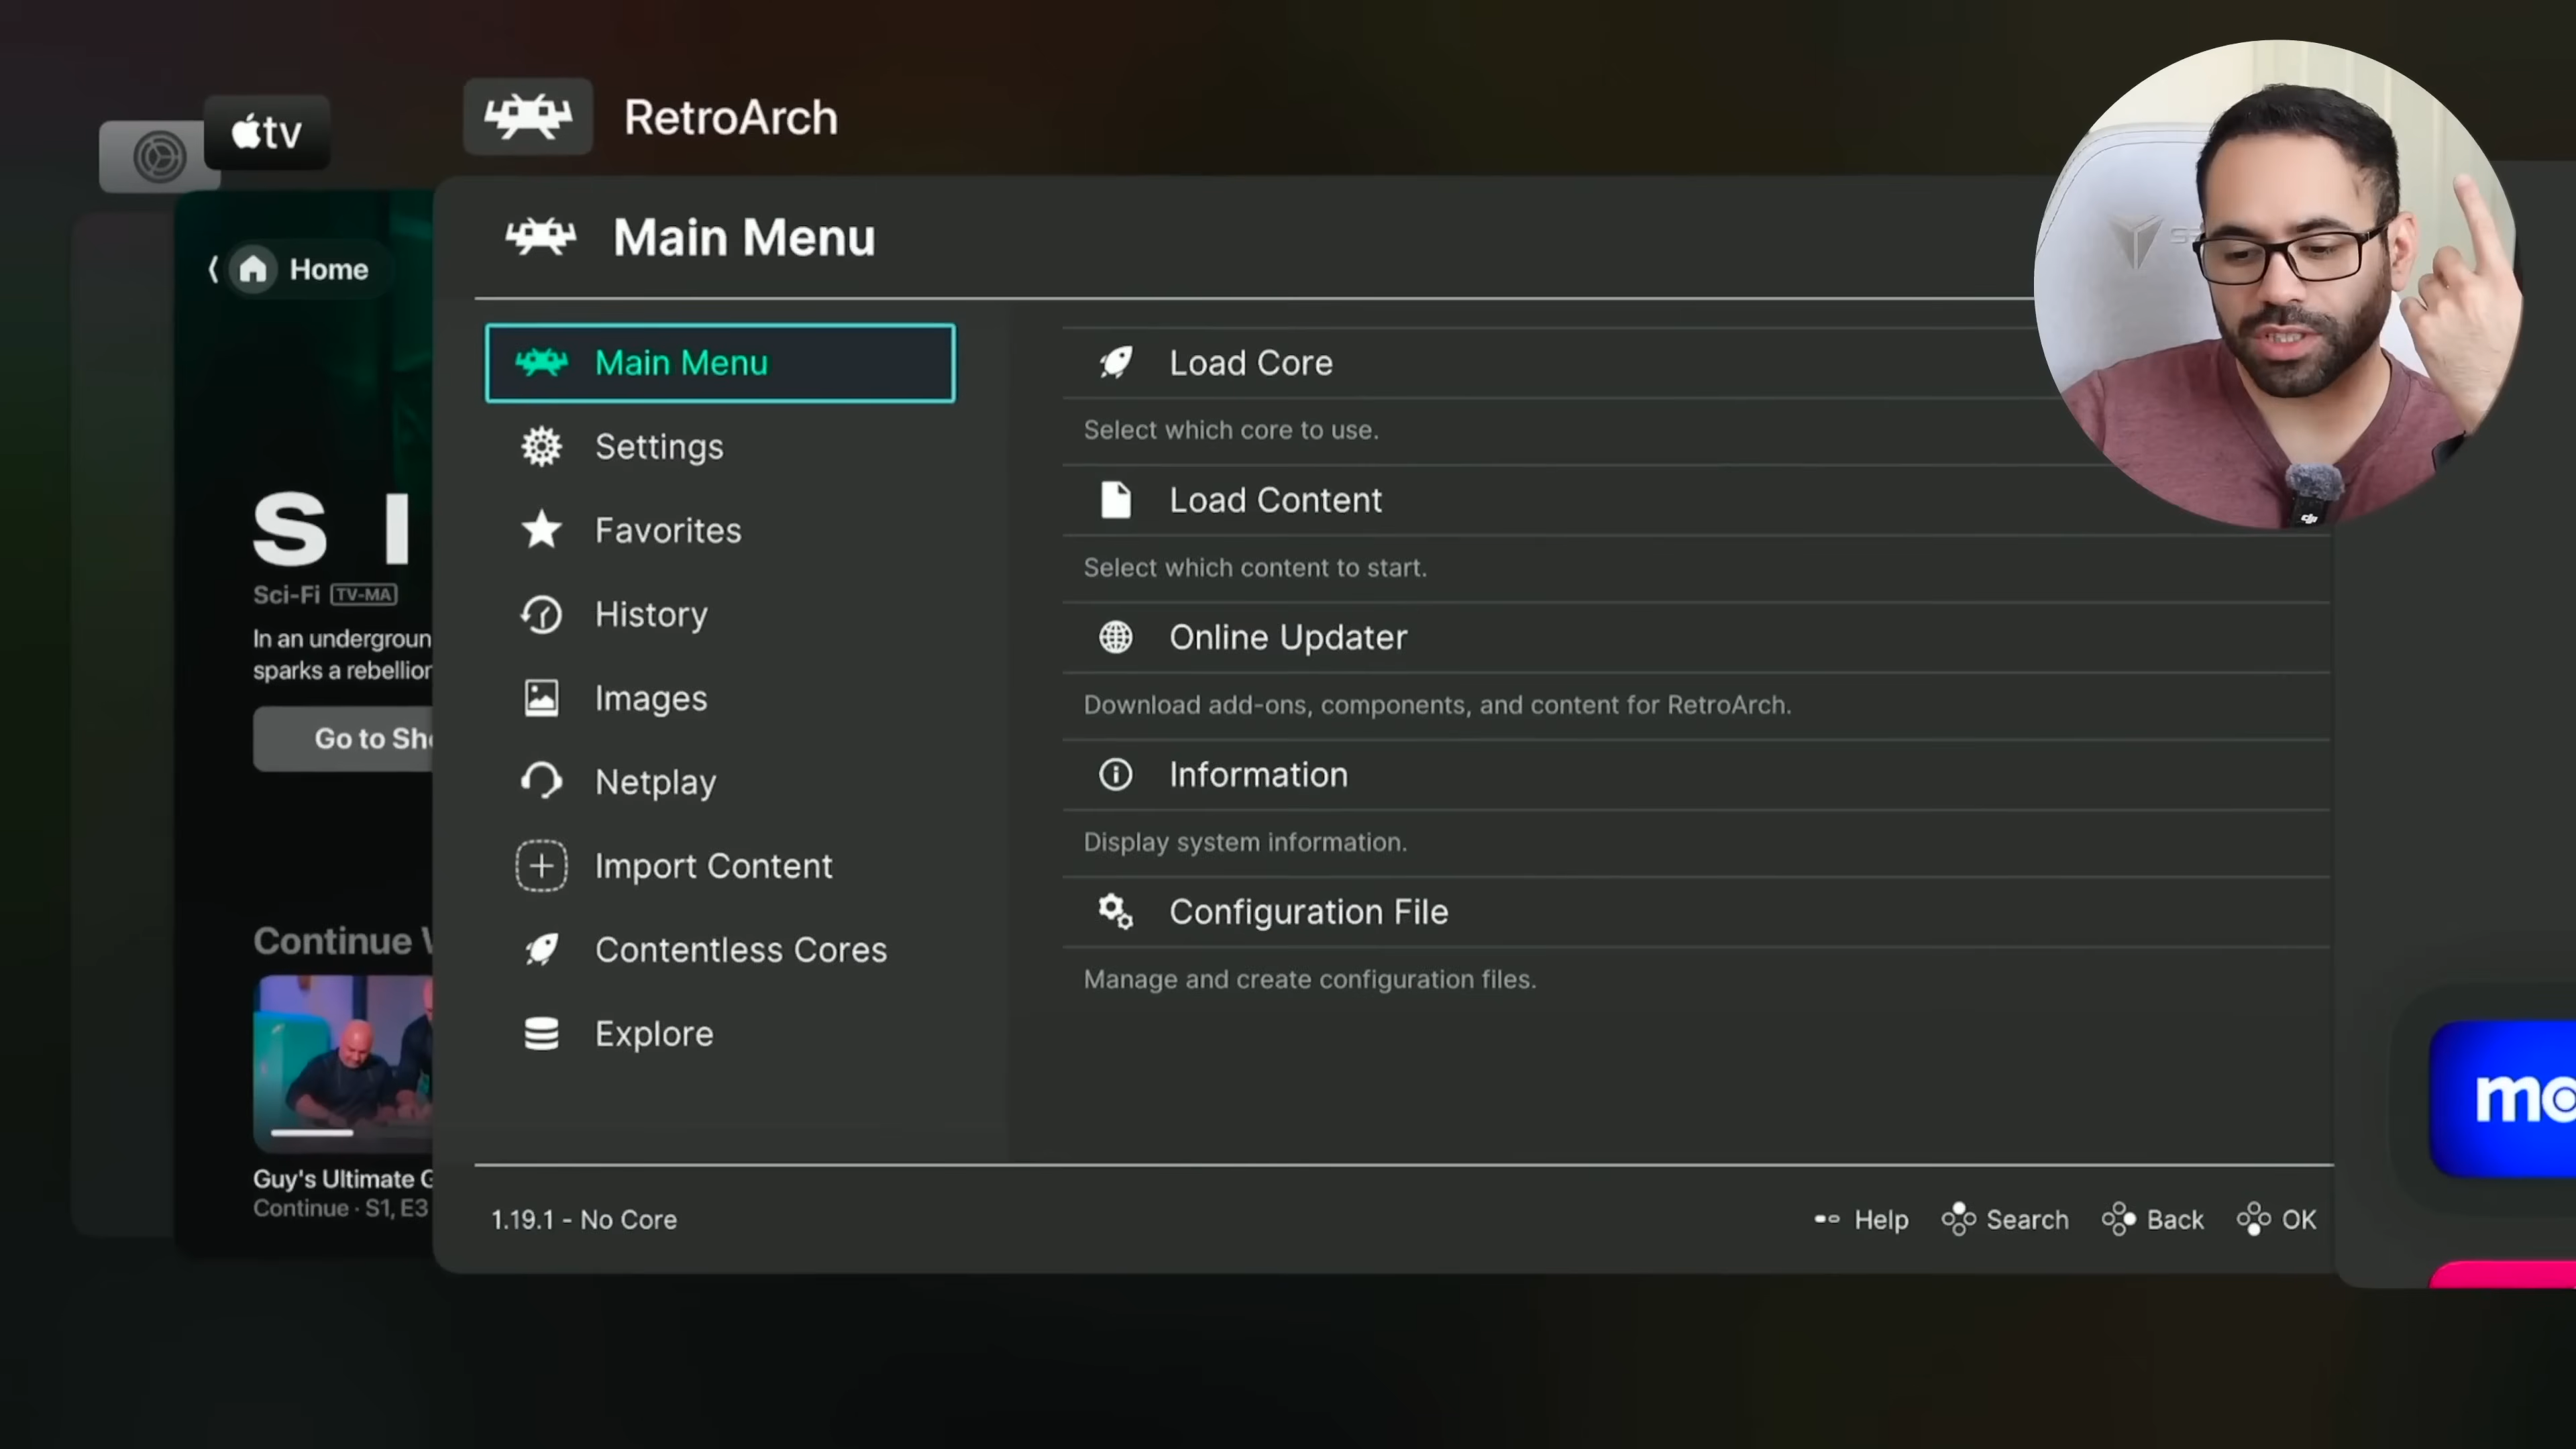 tv
RetroArch
Main Menu
Home
Main Menu
Settings
Favorites
History
Images
Netplay
Import Content
Contentless Cores
Explore
Load Core
Select which core to use.
Load Content
Select which content to start.
Online Updater
Download add-ons, components, and content for RetroArch.
Information
Display system information.
Configuration File
Manage and create configuration files.
S I
Sci-Fi TV-MA
In an undergroun
sparks a rebellion
Go to Sho
Continue
Guy's Ultimate G
Continue · S1, E3
1.19.1 - No Core
Help
Search
Back
OK
mo
dji